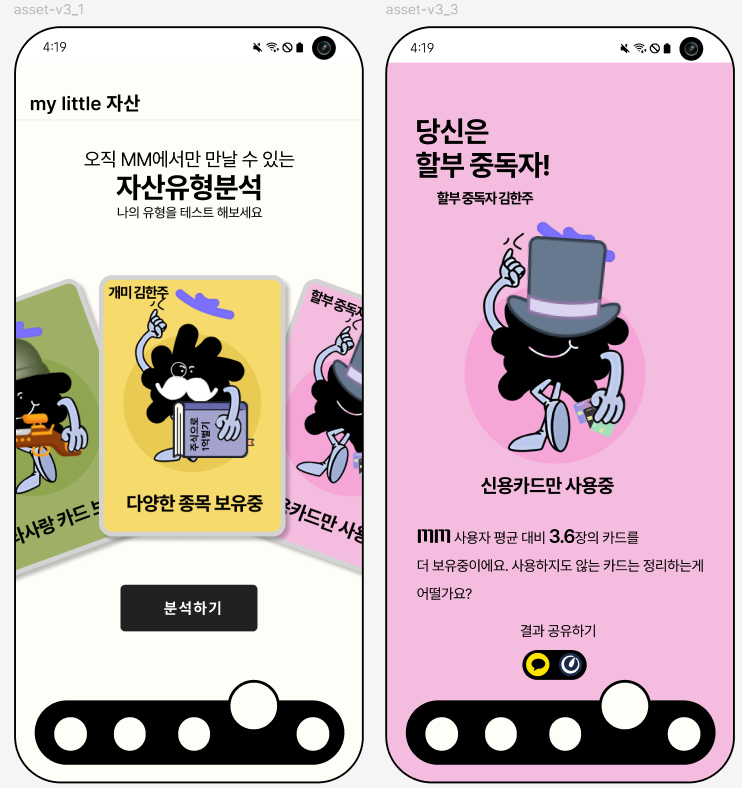 asset-v3_1
4:19
my little 자산
오직 MM에서만 만날 수 있는
자산유형분석
나의 유형을 테스트 해보세요
개미 김한주
할부 중독자
주식으로
1억벌기
다양한 종목 보유중
사랑 카드
카드만 사용
분석하기
asset-v3_3
4:19
당신은
할부 중독자!
할부 중독자 김한주
신용카드만 사용중
mm 사용자 평균 대비 3.6장의 카드를
더 보유중이에요. 사용하지도 않는 카드는 정리하는게
어떨가요?
결과 공유하기